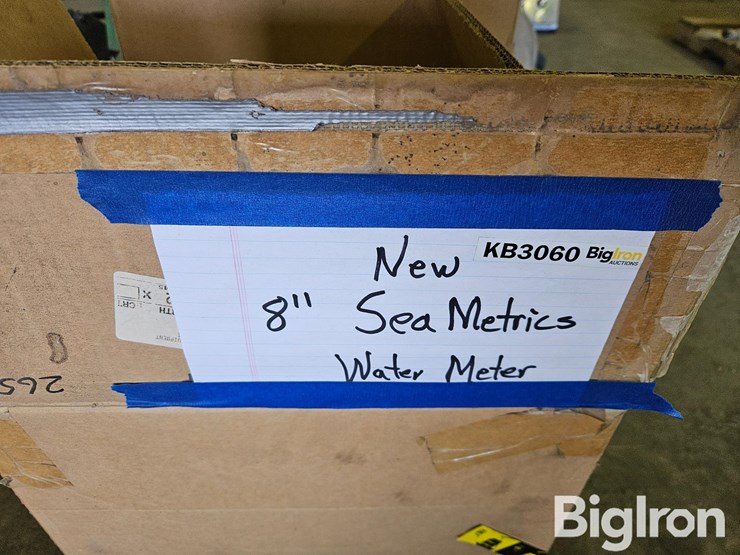 New
KB3060 BigIron
AUCTIONS
8" Sea Metrics
Water Meter
265
BigIron